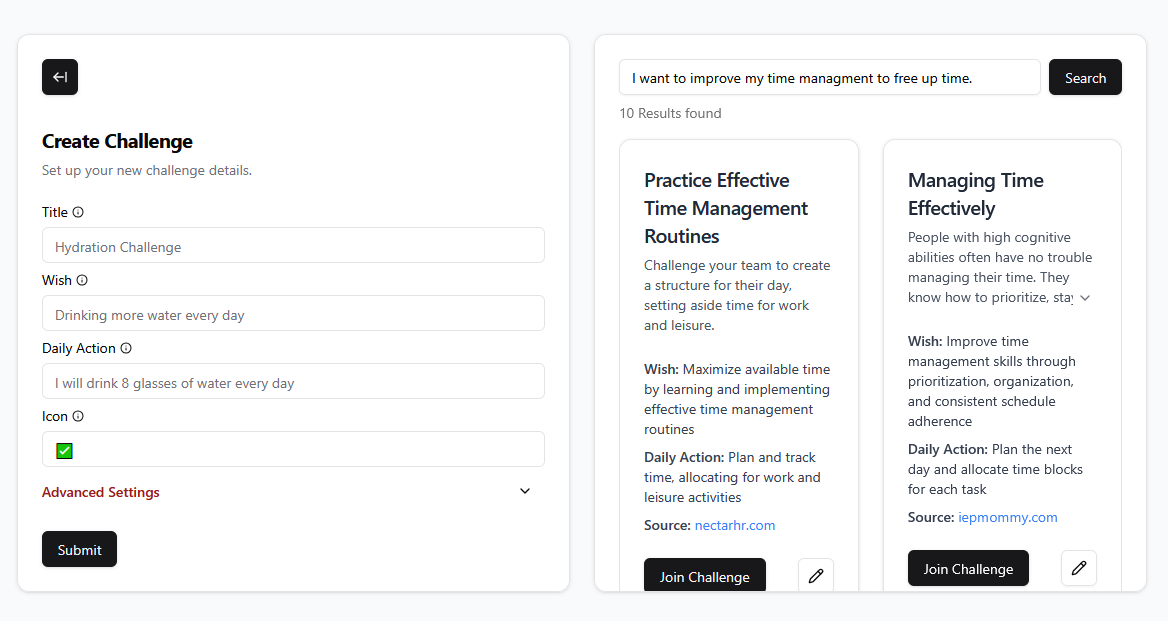 Create Challenge
Set up your new challenge details.
Title
Hydration Challenge
Wish
Drinking more water every day
Daily Action
I will drink 8 glasses of water every day
Icon
Advanced Settings
Submit
I want to improve my time managment to free up time.
Search
10 Results found
Practice Effective
Time Management
Routines
Challenge your team to create
a structure for their day,
setting aside time for work
and leisure.
Wish: Maximize available time
by learning and implementing
effective time management
routines
Daily Action: Plan and track
time, allocating for work and
leisure activities
Source: nectarhr.com
Join Challenge
Managing Time
Effectively
People with high cognitive
abilities often have no trouble
managing their time. They
know how to prioritize, stay
Wish: Improve time
management skills through
prioritization, organization,
and consistent schedule
adherence
Daily Action: Plan the next
day and allocate time blocks
for each task
Source: iepmommy.com
Join Challenge